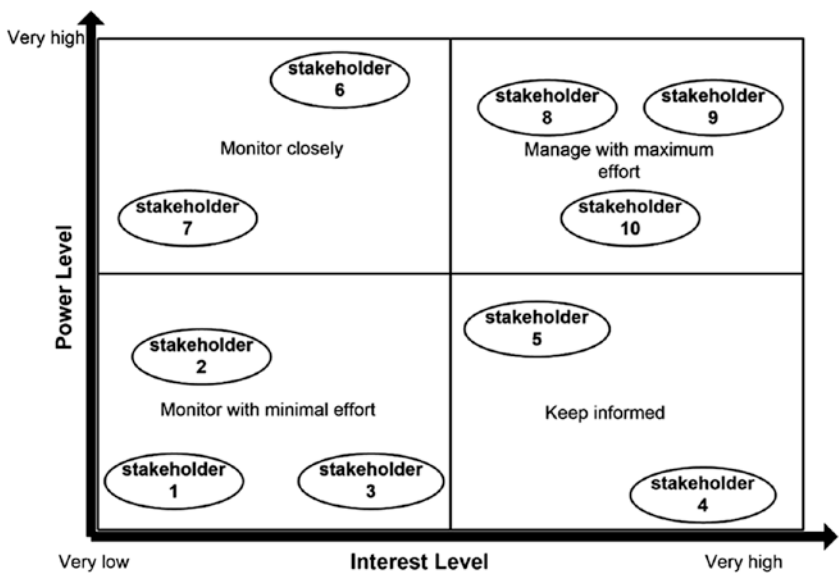 Very high
stakeholder
6
stakeholder
8
stakeholder
9
Monitor closely
Manage with maximum
effort
stakeholder
7
stakeholder
10
Power Level
stakeholder
2
stakeholder
5
Monitor with minimal effort
Keep informed
stakeholder
1
stakeholder
3
stakeholder
4
Very low
Interest Level
Very high